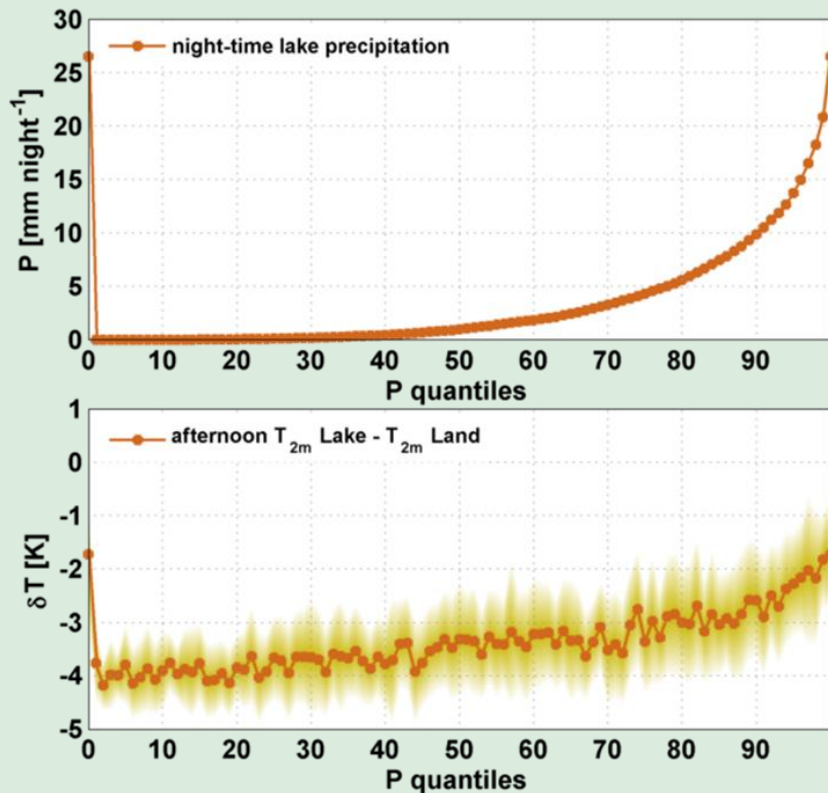 30
25
20
15
10
5
0
P [mm night⁻¹]
night-time lake precipitation
0 10 20 30 40 50 60 70 80 90
P quantiles
1
0
-1
-2
-3
-4
-5
δT [K]
afternoon T2m Lake - T2m Land
0 10 20 30 40 50 60 70 80 90
P quantiles